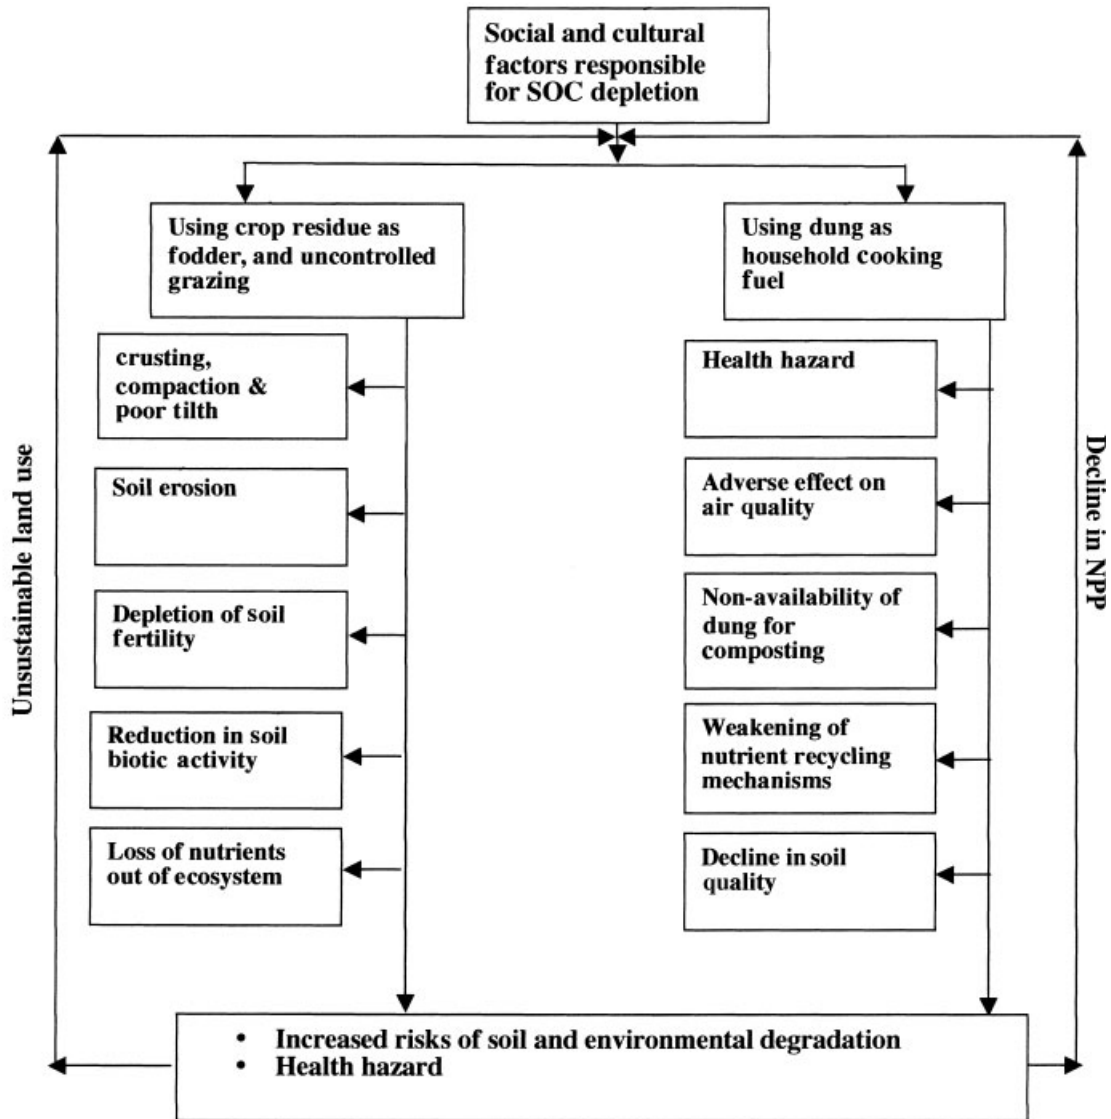 Social and cultural
factors responsible
for SOC depletion
Using crop residue as
fodder, and uncontrolled
grazing
Using dung as
household cooking
fuel
crusting,
compaction &
poor tilth
Soil erosion
Depletion of soil
fertility
Reduction in soil
biotic activity
Loss of nutrients
out of ecosystem
Health hazard
Adverse effect on
air quality
Non-availability of
dung for
composting
Weakening of
nutrient recycling
mechanisms
Decline in soil
quality
Unsustainable land use
Decline in NPP
• Increased risks of soil and environmental degradation
• Health hazard